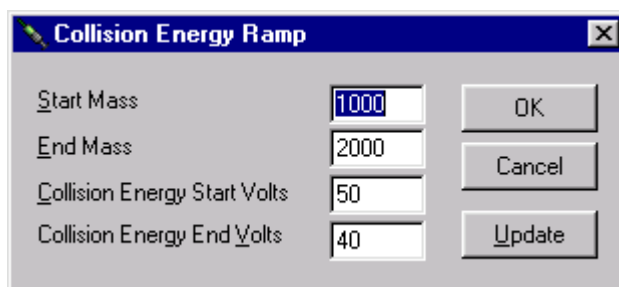 Collision Energy Ramp
Start Mass 1000 OK
End Mass 2000
Cancel
Collision Energy Start Volts 50
Collision Energy End Volts 40 Update